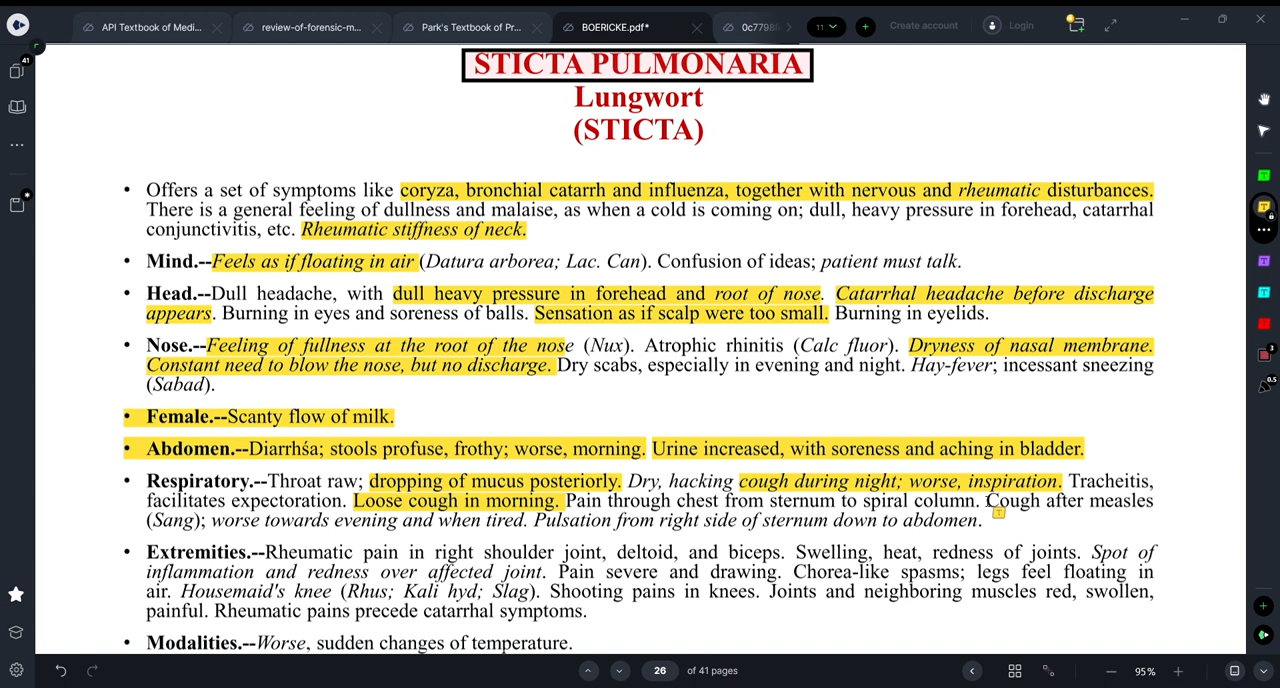 API Textbook of Medi...
review-of-forensic-m...
Park's Textbook of Pr...
BOERICKE.pdf*
11
Create account
Login
41
STICTA PULMONARIA
Lungwort
(STICTA)
• Offers a set of symptoms like coryza, bronchial catarrh and influenza, together with nervous and rheumatic disturbances.
There is a general feeling of dullness and malaise, as when a cold is coming on; dull, heavy pressure in forehead, catarrhal
conjunctivitis, etc. Rheumatic stiffness of neck.
• Mind.--Feels as if floating in air (Datura arborea; Lac. Can). Confusion of ideas; patient must talk.
• Head.--Dull headache, with dull heavy pressure in forehead and root of nose. Catarrhal headache before discharge
appears. Burning in eyes and soreness of balls. Sensation as if scalp were too small. Burning in eyelids.
• Nose.--Feeling of fullness at the root of the nose (Nux). Atrophic rhinitis (Calc fluor). Dryness of nasal membrane.
Constant need to blow the nose, but no discharge. Dry scabs, especially in evening and night. Hay-fever; incessant sneezing
(Sabad).
• Female.--Scanty flow of milk.
• Abdomen.--Diarrhśa; stools profuse, frothy; worse, morning. Urine increased, with soreness and aching in bladder.
• Respiratory.--Throat raw; dropping of mucus posteriorly. Dry, hacking cough during night; worse, inspiration. Tracheitis,
facilitates expectoration. Loose cough in morning. Pain through chest from sternum to spiral column. Cough after measles
(Sang); worse towards evening and when tired. Pulsation from right side of sternum down to abdomen.
• Extremities.--Rheumatic pain in right shoulder joint, deltoid, and biceps. Swelling, heat, redness of joints. Spot of
inflammation and redness over affected joint. Pain severe and drawing. Chorea-like spasms; legs feel floating in
air. Housemaid's knee (Rhus; Kali hyd; Slag). Shooting pains in knees. Joints and neighboring muscles red, swollen,
painful. Rheumatic pains precede catarrhal symptoms.
• Modalities.--Worse, sudden changes of temperature.
3
0.5
26 of 41 pages
95%